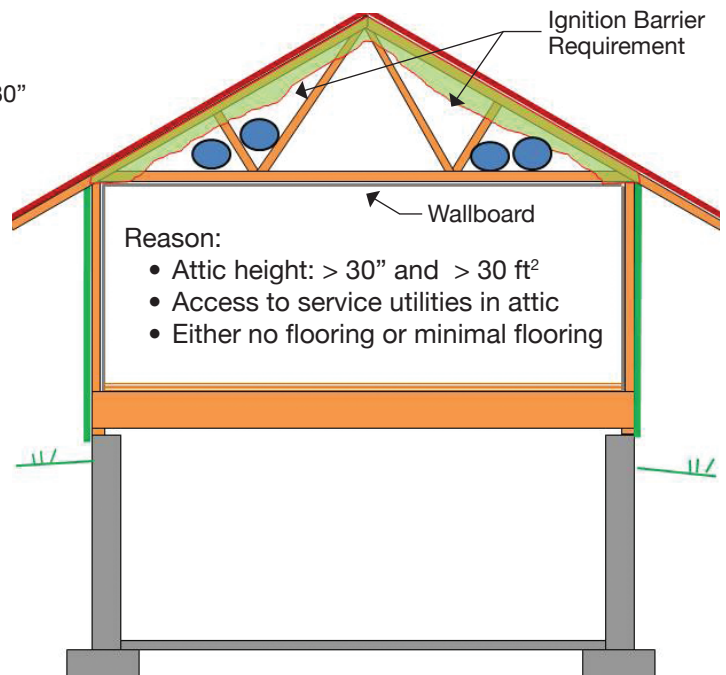 Ignition Barrier
Requirement
30”
Wallboard
Reason:
• Attic height: > 30” and > 30 ft²
• Access to service utilities in attic
• Either no flooring or minimal flooring